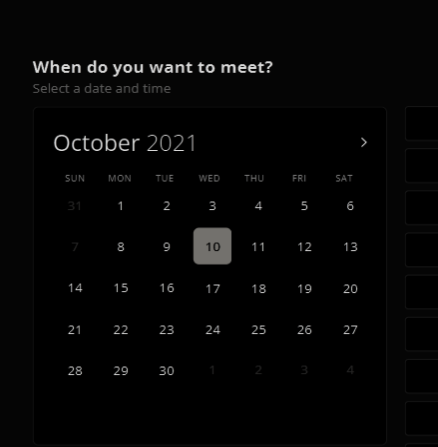 When do you want to meet?
Select a date and time
October 2021
SUN MON TUE WED THU FRI SAT
31 1 2 3 4 5 6
7 8 9 10 11 12 13
14 15 16 17 18 19 20
21 22 23 24 25 26 27
28 29 30 1 2 3 4